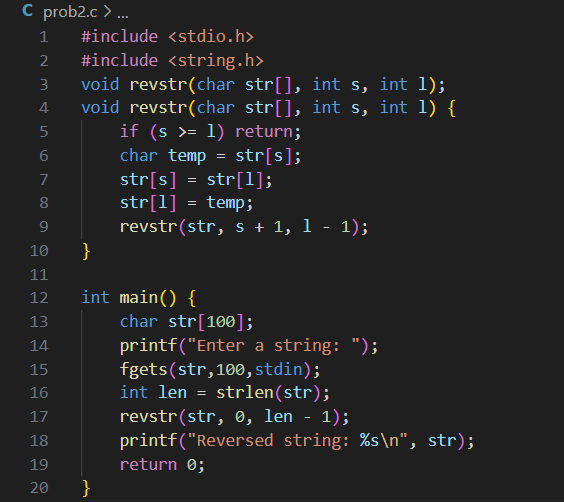 C prob2.c > ...
1 #include <stdio.h>
2 #include <string.h>
3 void revstr(char str[], int s, int l);
4 void revstr(char str[], int s, int l) {
5     if (s >= l) return;
6     char temp = str[s];
7     str[s] = str[l];
8     str[l] = temp;
9     revstr(str, s + 1, l - 1);
10 }
11
12 int main() {
13     char str[100];
14     printf("Enter a string: ");
15     fgets(str,100,stdin);
16     int len = strlen(str);
17     revstr(str, 0, len - 1);
18     printf("Reversed string: %s\n", str);
19     return 0;
20 }